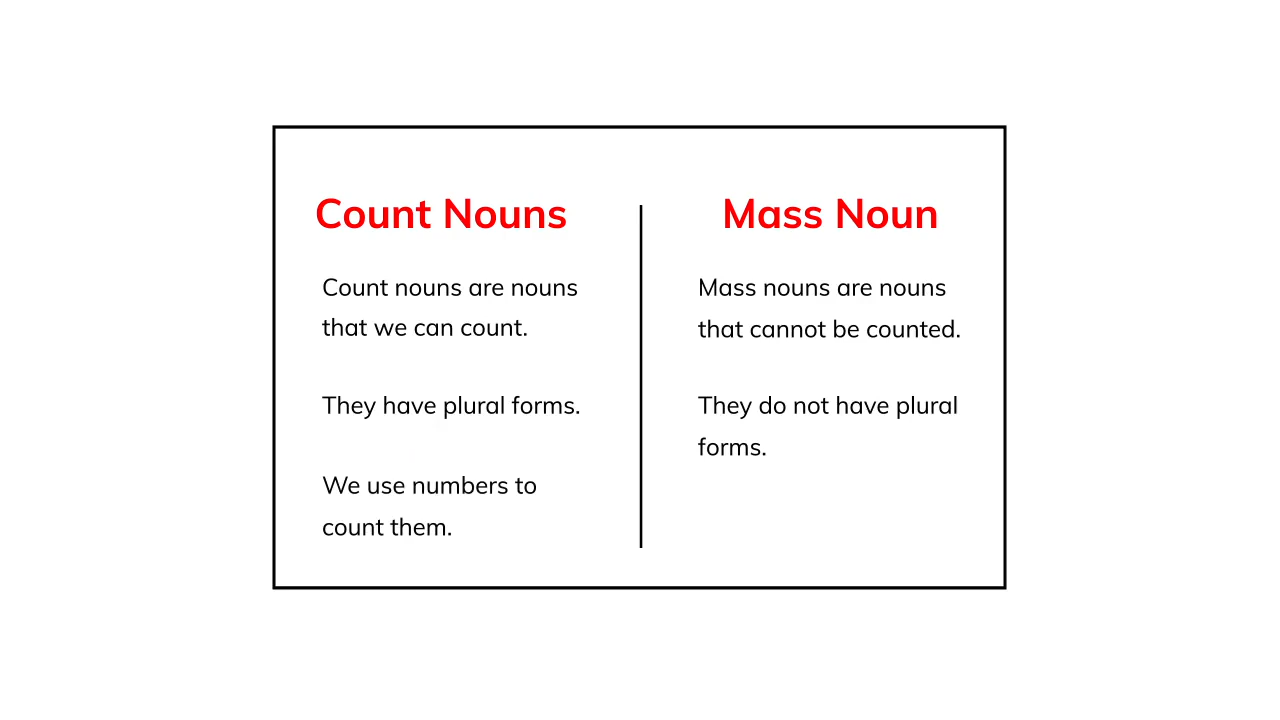 Count Nouns
Count nouns are nouns
that we can count.
They have plural forms.
We use numbers to
count them.
Mass Noun
Mass nouns are nouns
that cannot be counted.
They do not have plural
forms.